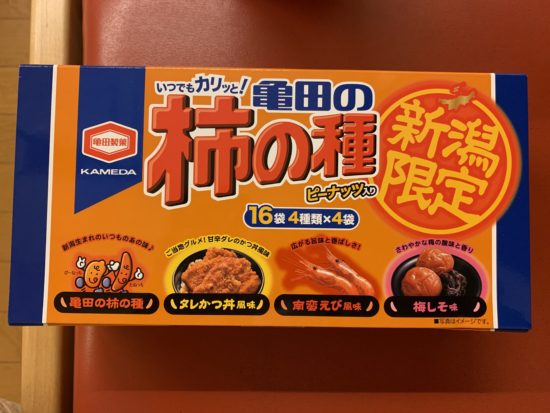 いつでもカリッと!
亀田の
柿の種
ピーナッツ入り
新潟
限定
亀田製菓
KAMEDA
16袋 4種類×4袋
新潟生まれのいつものあの味♪
亀田の柿の種
ご当地グルメ!甘辛ダレのかつ丼風味
タレかつ丼風味
広がる旨味と香ばしさ!
南蛮えび風味
さわやかな梅の酸味と香り
梅しそ味
■写真はイメージです。